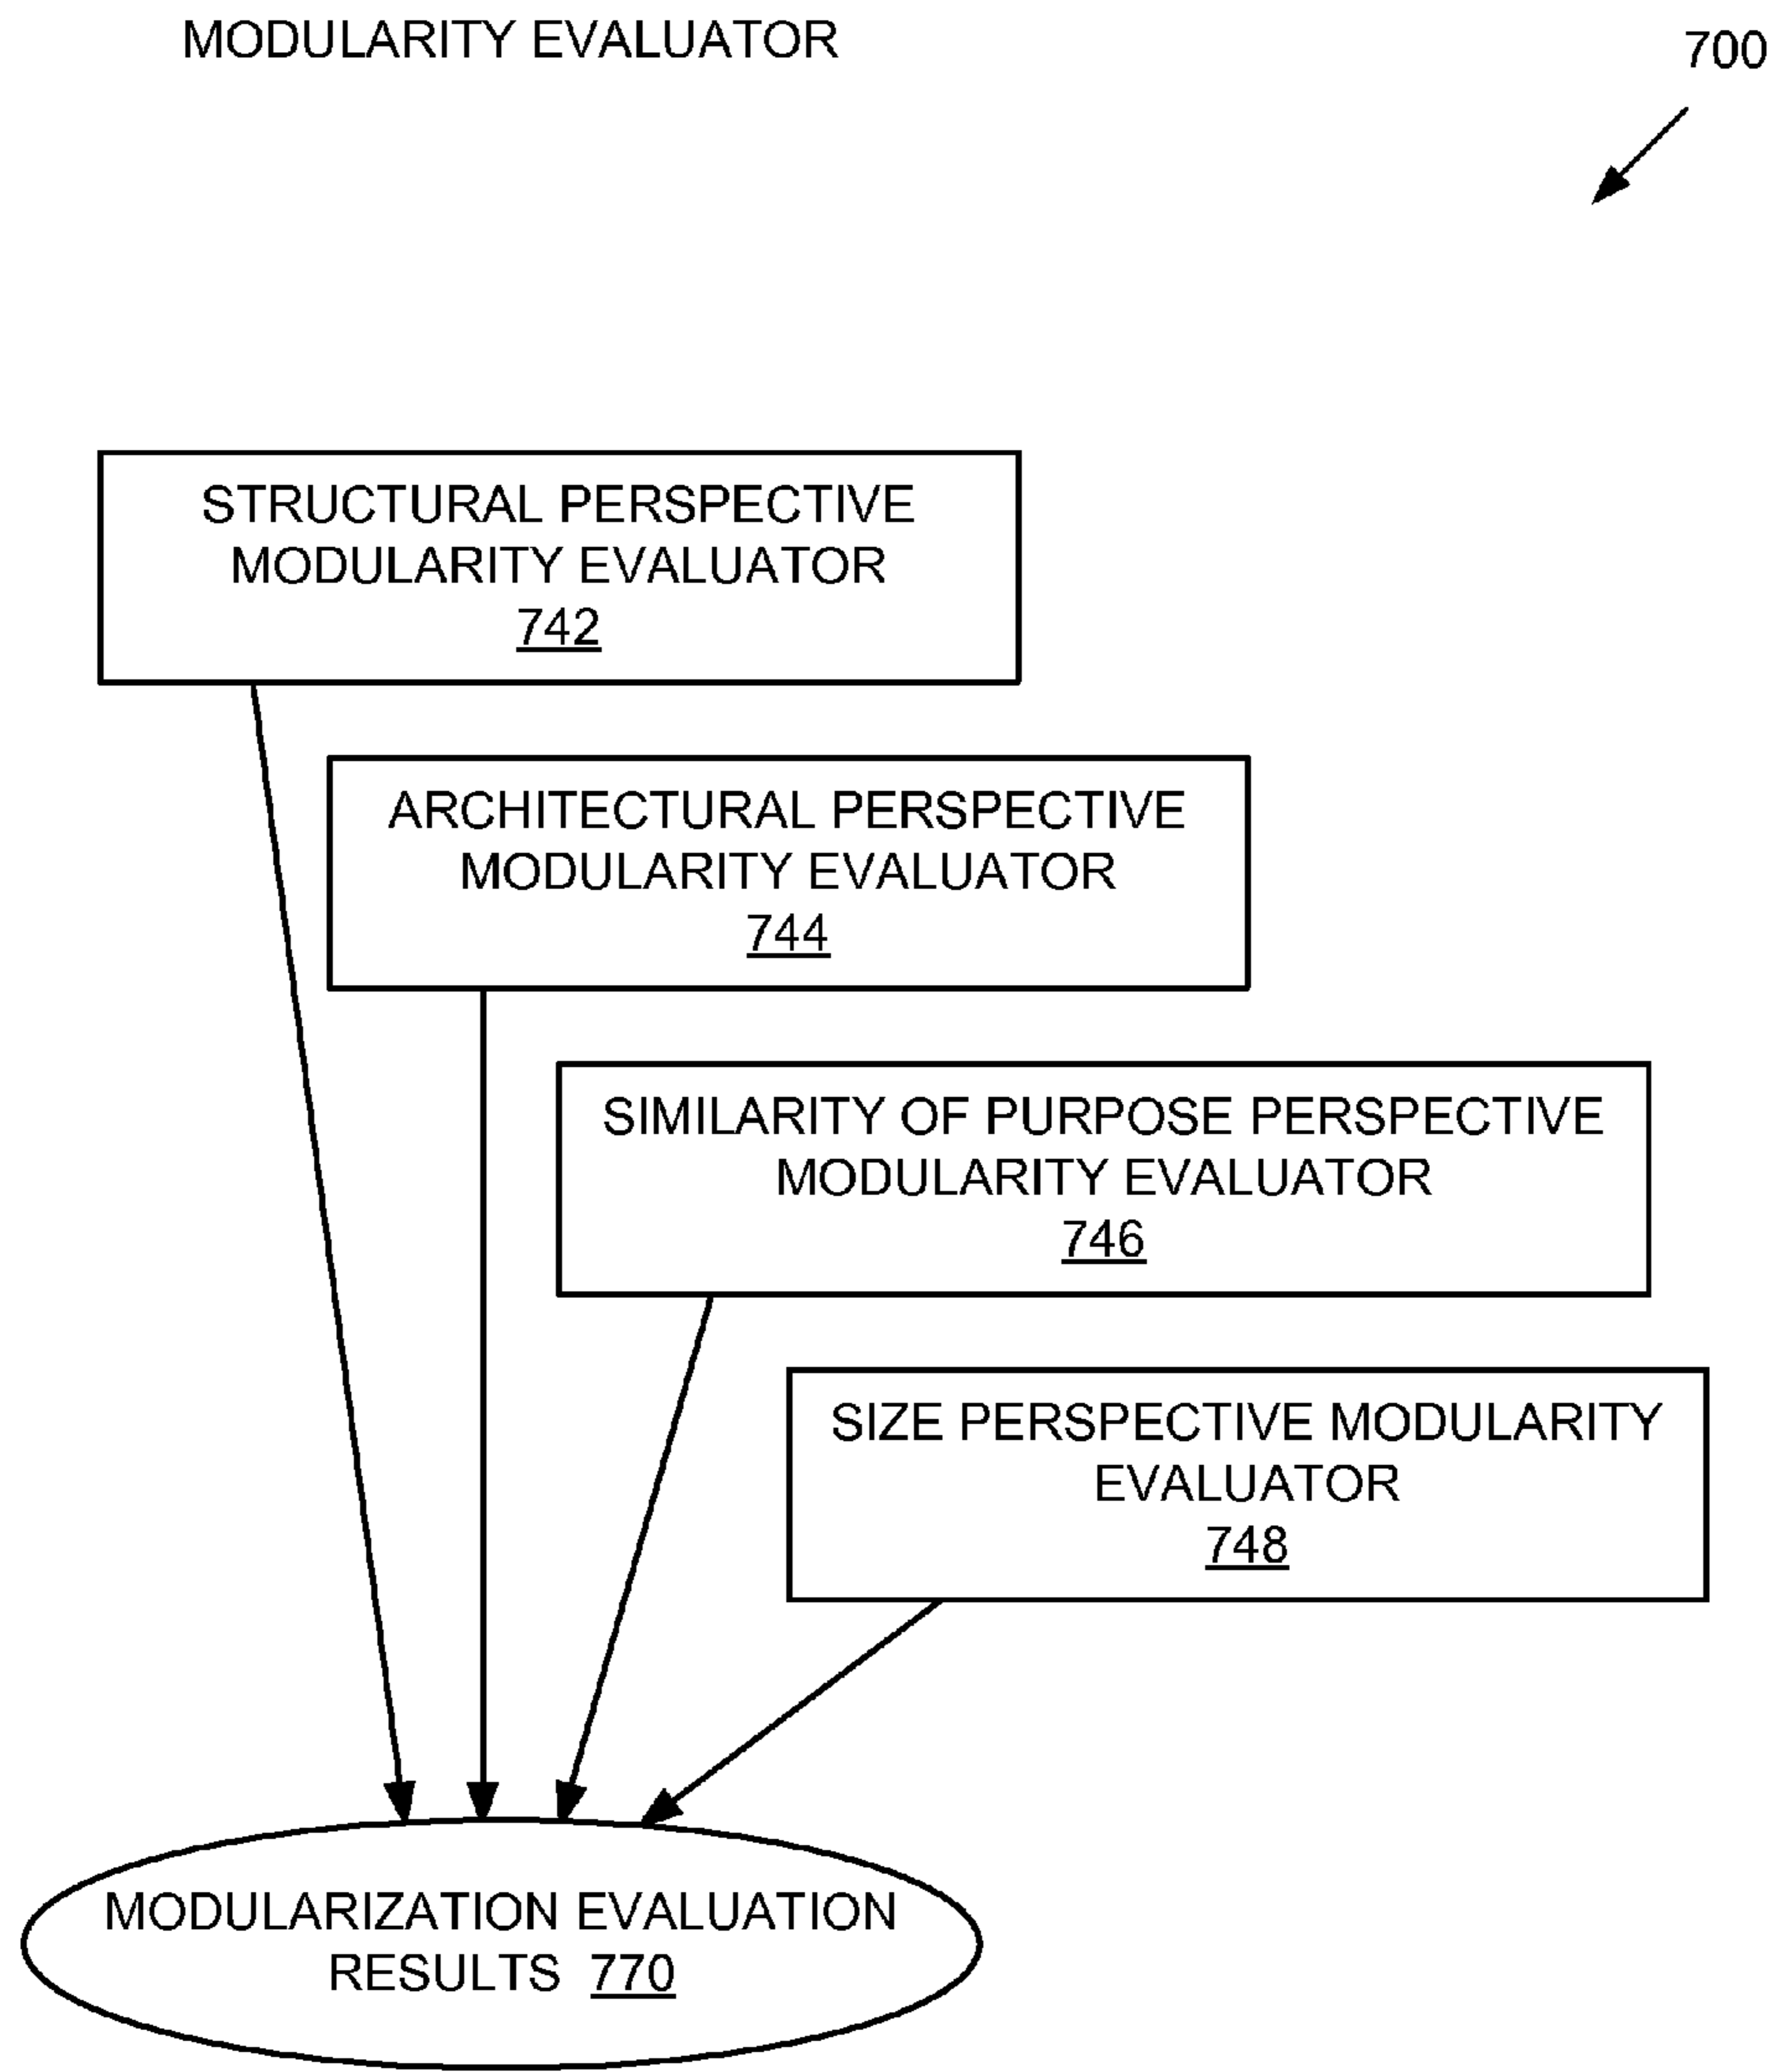 MODULARITY EVALUATOR
700
STRUCTURAL PERSPECTIVE
MODULARITY EVALUATOR
742
ARCHITECTURAL PERSPECTIVE
MODULARITY EVALUATOR
744
SIMILARITY OF PURPOSE PERSPECTIVE
MODULARITY EVALUATOR
746
SIZE PERSPECTIVE MODULARITY
EVALUATOR
748
MODULARIZATION EVALUATION
RESULTS 770